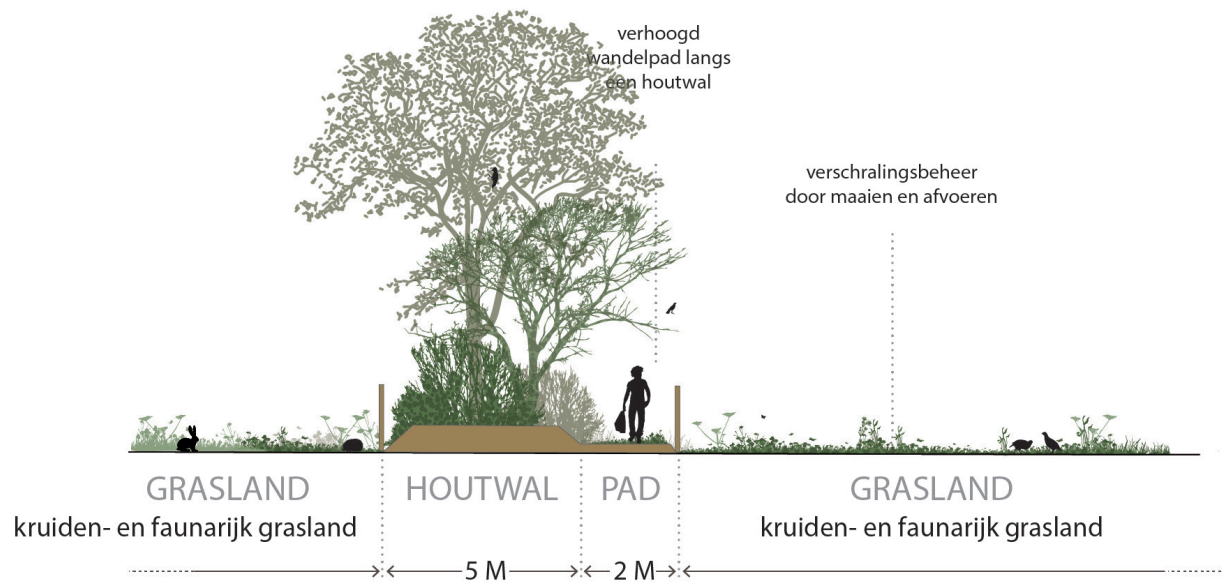 verhoogd
wandelpad langs
een houtwal
verschralingsbeheer
door maaien en afvoeren
GRASLAND
HOUTWAL
PAD
GRASLAND
kruiden- en faunarijk grasland
kruiden- en faunarijk grasland
5 M
2 M